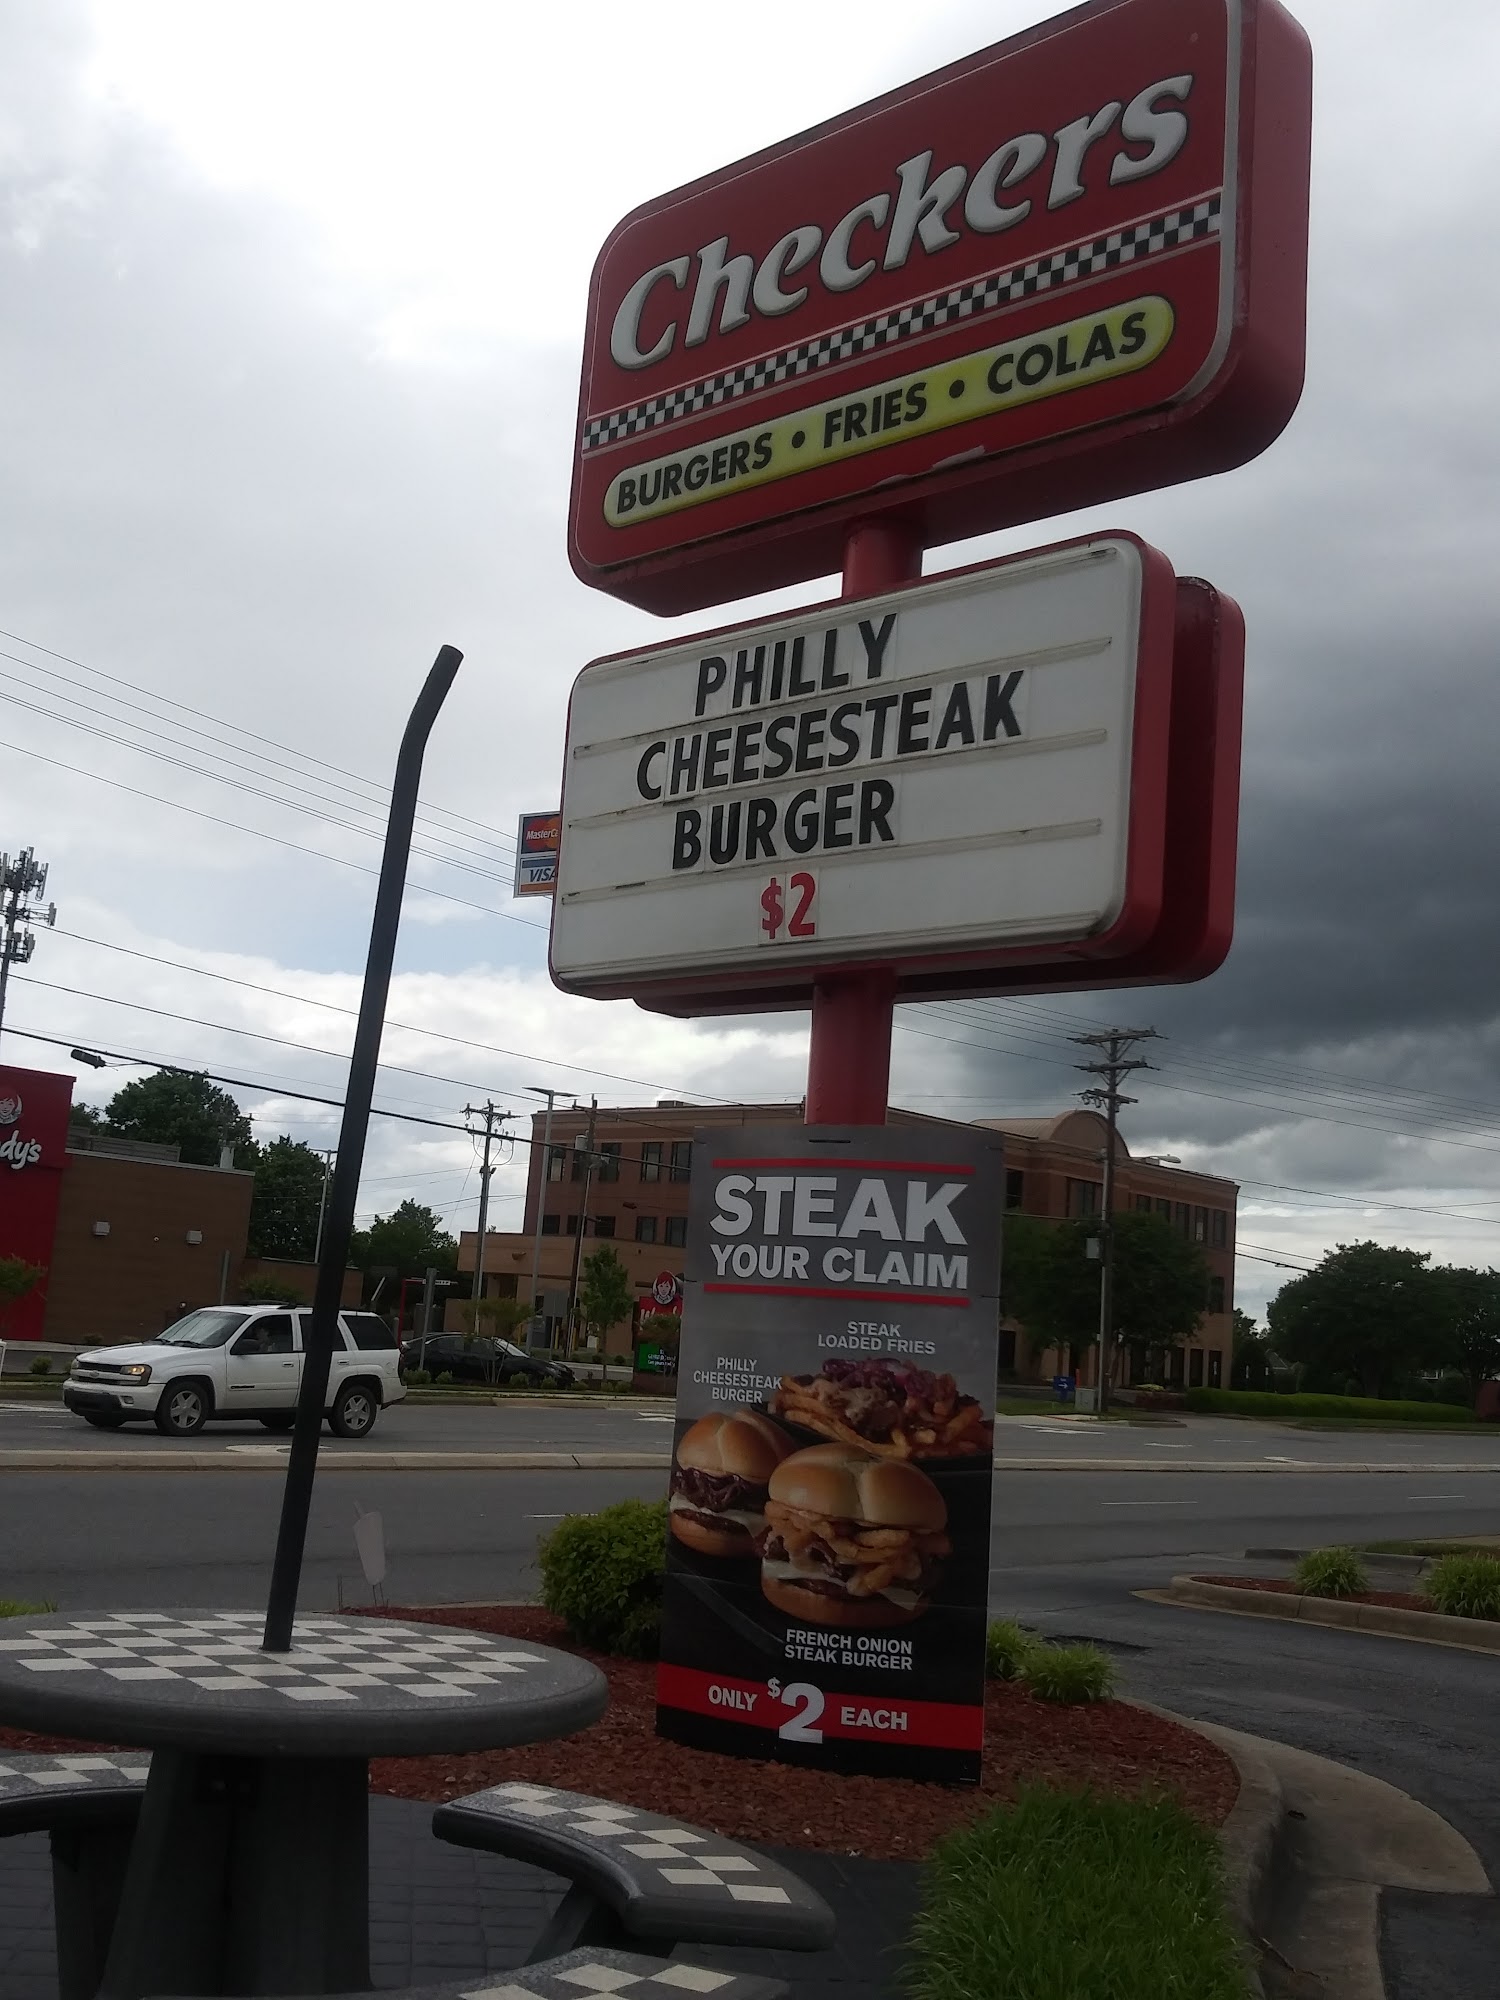 Checkers
BURGERS • FRIES • COLAS
PHILLY
CHEESESTEAK
BURGER
$2
VISA
STEAK
YOUR CLAIM
STEAK
LOADED FRIES
PHILLY
CHEESESTEAK
BURGER
FRENCH ONION
STEAK BURGER
ONLY $2 EACH